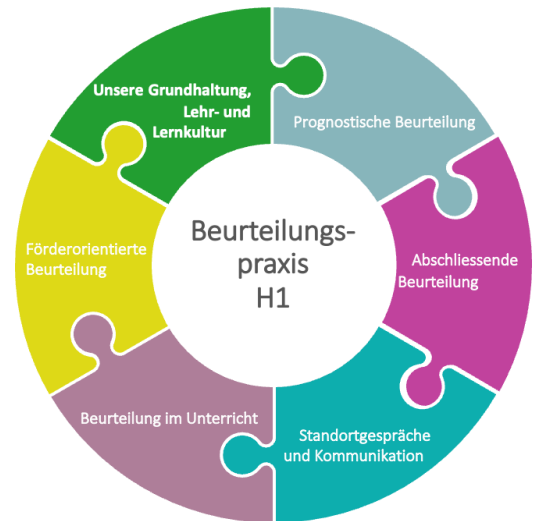 Unsere Grundhaltung,
Lehr- und
Lernkultur
Prognostische Beurteilung
Abschliessende
Beurteilung
Standortgespräche
und Kommunikation
Beurteilung im Unterricht
Förderorientierte
Beurteilung
Beurteilungs-
praxis
H1